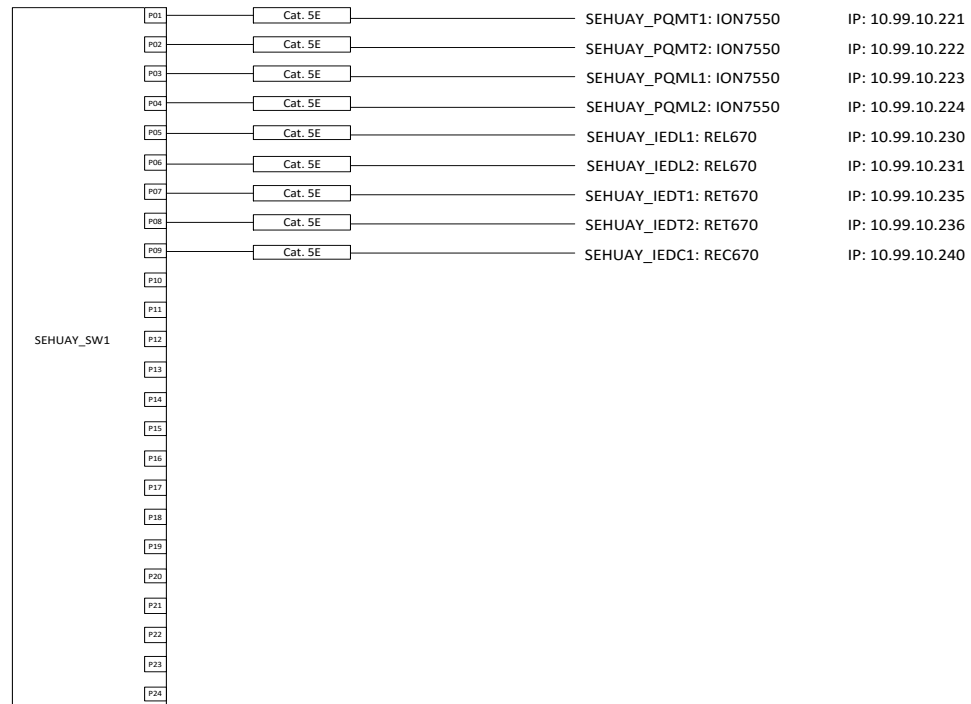 P01 Cat. 5E SEHUAY_PQMT1: ION7550 IP: 10.99.10.221
P02 Cat. 5E SEHUAY_PQMT2: ION7550 IP: 10.99.10.222
P03 Cat. 5E SEHUAY_PQML1: ION7550 IP: 10.99.10.223
P04 Cat. 5E SEHUAY_PQML2: ION7550 IP: 10.99.10.224
P05 Cat. 5E SEHUAY_IEDL1: REL670 IP: 10.99.10.230
P06 Cat. 5E SEHUAY_IEDL2: REL670 IP: 10.99.10.231
P07 Cat. 5E SEHUAY_IEDT1: RET670 IP: 10.99.10.235
P08 Cat. 5E SEHUAY_IEDT2: RET670 IP: 10.99.10.236
P09 Cat. 5E SEHUAY_IEDC1: REC670 IP: 10.99.10.240
P10
P11
SEHUAY_SW1 P12
P13
P14
P15
P16
P17
P18
P19
P20
P21
P22
P23
P24